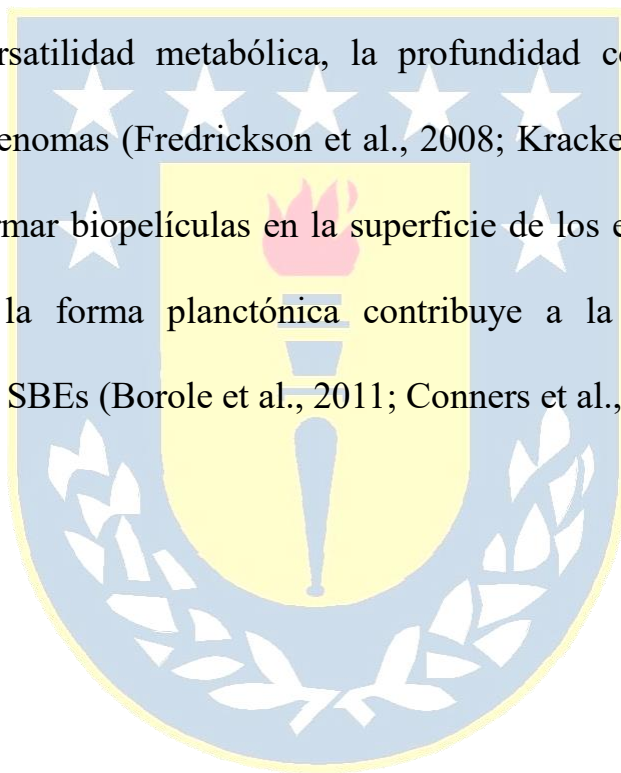 rsatilidad metabólica, la profundidad c
enomas (Fredrickson et al., 2008; Kracke
rmar biopelículas en la superficie de los e
la forma planctónica contribuye a la
SBEs (Borole et al., 2011; Conners et al.,